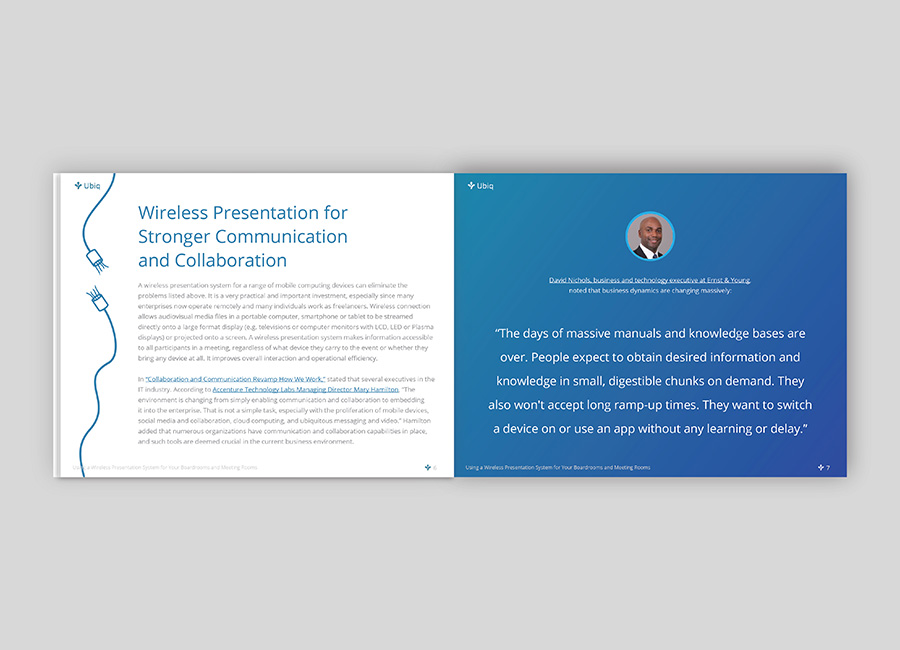 Ubiq
Wireless Presentation for
Stronger Communication
and Collaboration
A wireless presentation system for a range of mobile computing devices can eliminate the
problems listed above. It is a very practical and important investment, especially since many
enterprises now operate remotely and many individuals work as freelancers. Wireless connection
allows audiovisual media files in a portable computer, smartphone or tablet to be streamed
directly onto a large format display (e.g. televisions or computer monitors with LCD, LED or Plasma
displays) or projected onto a screen. A wireless presentation system makes information accessible
to all participants in a meeting, regardless of what device they carry to the event or whether they
bring any device at all. It improves overall interaction and operational efficiency.
In “Collaboration and Communication Revamp How We Work,” stated that several executives in the
IT industry. According to Accenture Technology Labs Managing Director Mary Hamilton, “The
environment is changing from simply enabling communication and collaboration to embedding
it into the enterprise. That is not a simple task, especially with the proliferation of mobile devices,
social media and collaboration, cloud computing, and ubiquitous messaging and video.” Hamilton
added that numerous organizations have communication and collaboration capabilities in place,
and such tools are deemed crucial in the current business environment.
Using a Wireless Presentation System for Your Boardrooms and Meeting Rooms
6
Ubiq
David Nichols, business and technology executive at Ernst & Young,
noted that business dynamics are changing massively:
“The days of massive manuals and knowledge bases are
over. People expect to obtain desired information and
knowledge in small, digestible chunks on demand. They
also won't accept long ramp-up times. They want to switch
a device on or use an app without any learning or delay.”
Using a Wireless Presentation System for Your Boardrooms and Meeting Rooms
7